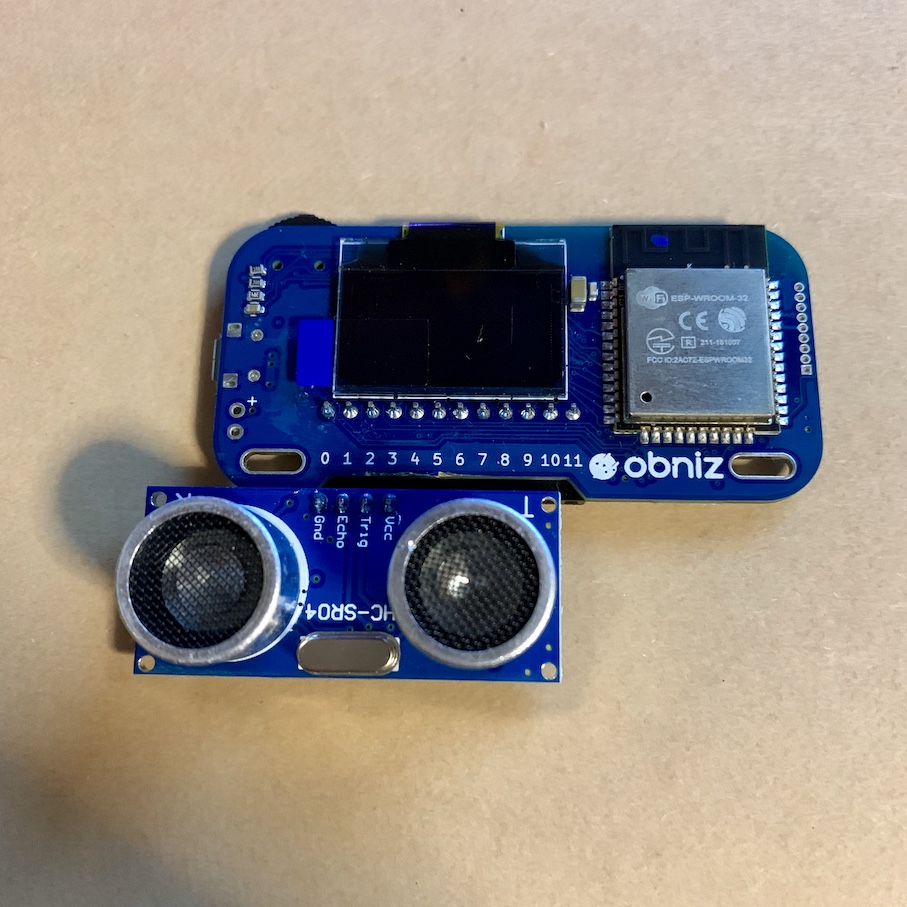 WiFi ESP-WROOM-32
CE
R 211-161007
FCC ID:2AC7Z-ESPWROOM32
+
0 1 2 3 4 5 6 7 8 9 10 11
obniz
R
T
Gnd
Echo
Trig
Vcc
HC-SR04